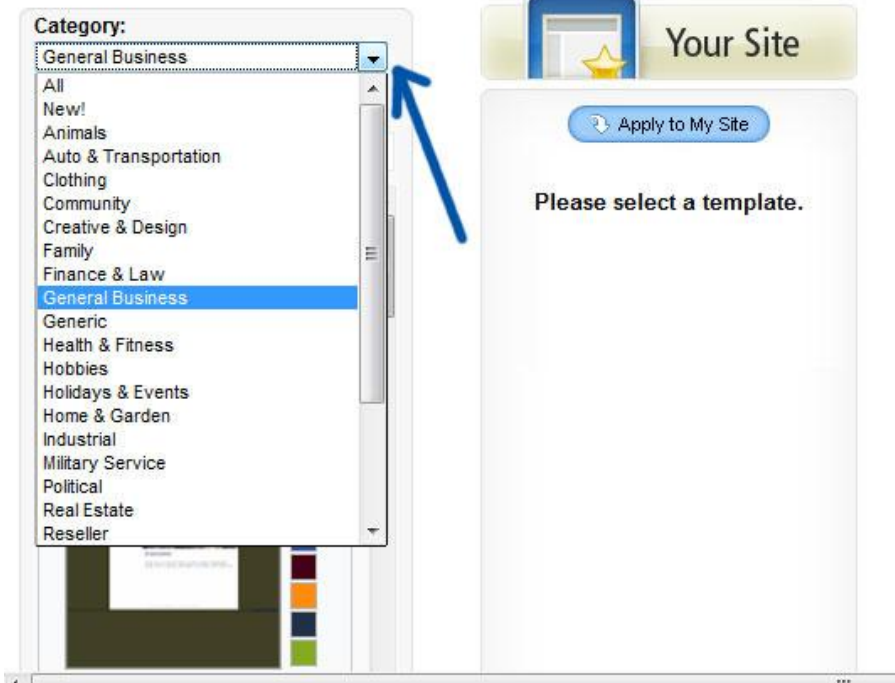 Category:
General Business
All
New!
Animals
Auto & Transportation
Clothing
Community
Creative & Design
Family
Finance & Law
General Business
Generic
Health & Fitness
Hobbies
Holidays & Events
Home & Garden
Industrial
Military Service
Political
Real Estate
Reseller
Your Site
Apply to My Site
Please select a template.